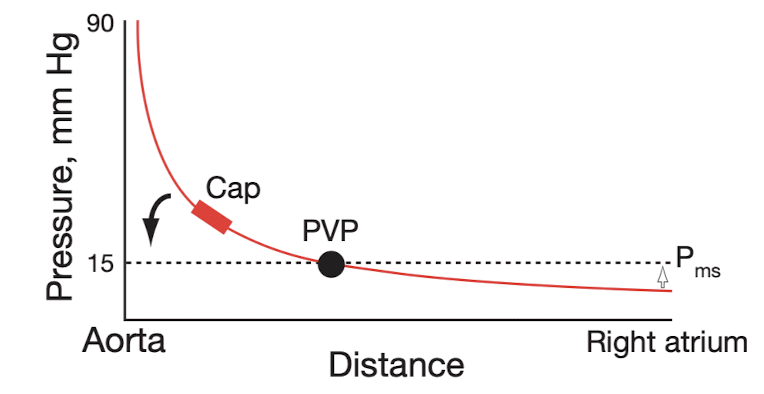 90
Pressure, mm Hg
Cap
PVP
15
Pms
Aorta
Right atrium
Distance